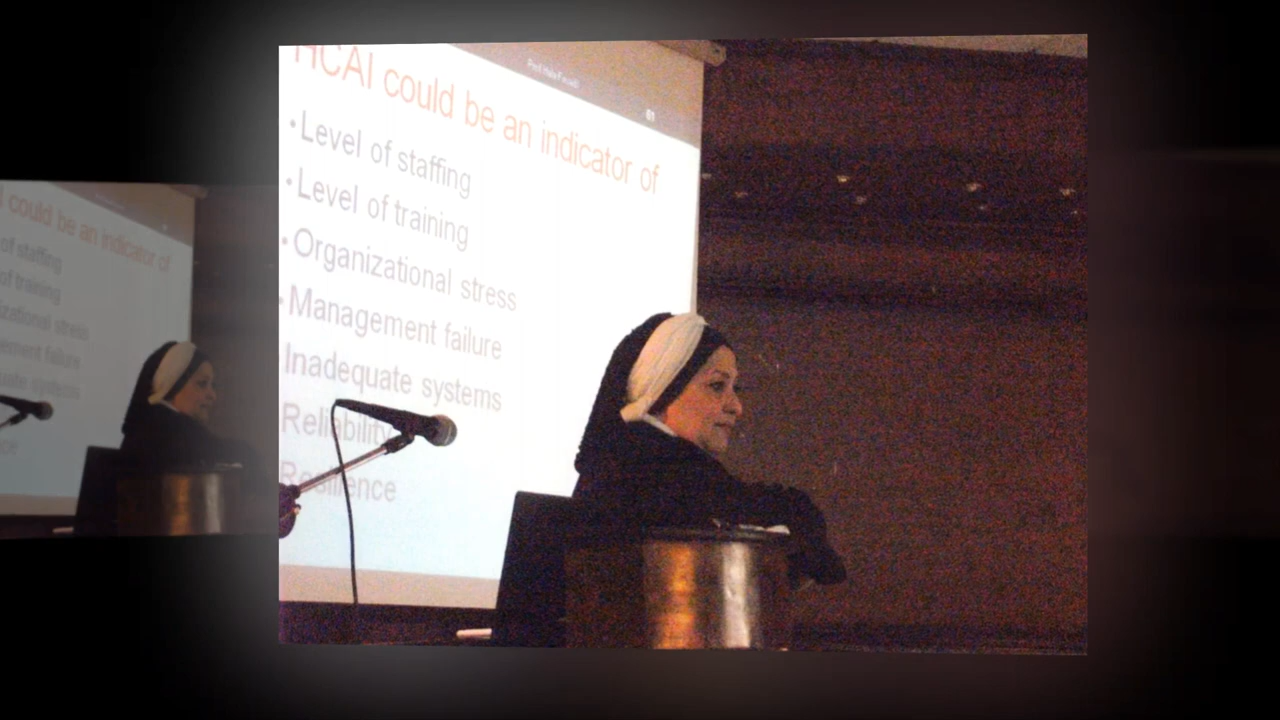 61
HCAI could be an indicator of
• Level of staffing
• Level of training
• Organizational stress
• Management failure
Inadequate systems
Reliability
Resilience